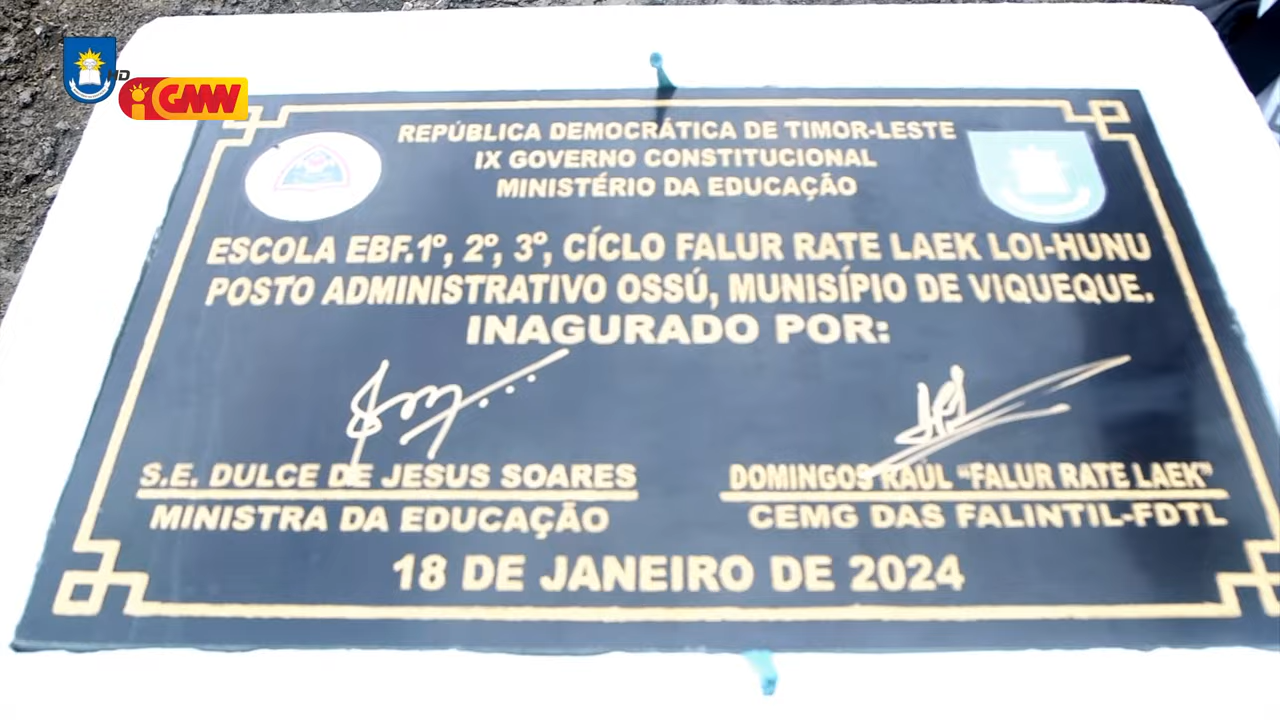 HD
GMN
REPÚBLICA DEMOCRÁTICA DE TIMOR-LESTE
IX GOVERNO CONSTITUCIONAL
MINISTÉRIO DA EDUCAÇÃO
ESCOLA EBF.1º, 2º, 3º, CÍCLO FALUR RATE LAEK LOI-HUNU
POSTO ADMINISTRATIVO OSSÚ, MUNISÍPIO DE VIQUEQUE.
INAGURADO POR:
S.E. DULCE DE JESUS SOARES
DOMINGOS RAUL “FALUR RATE LAEK”
MINISTRA DA EDUCAÇÃO
CEMG DAS FALINTIL-FDTL
18 DE JANEIRO DE 2024